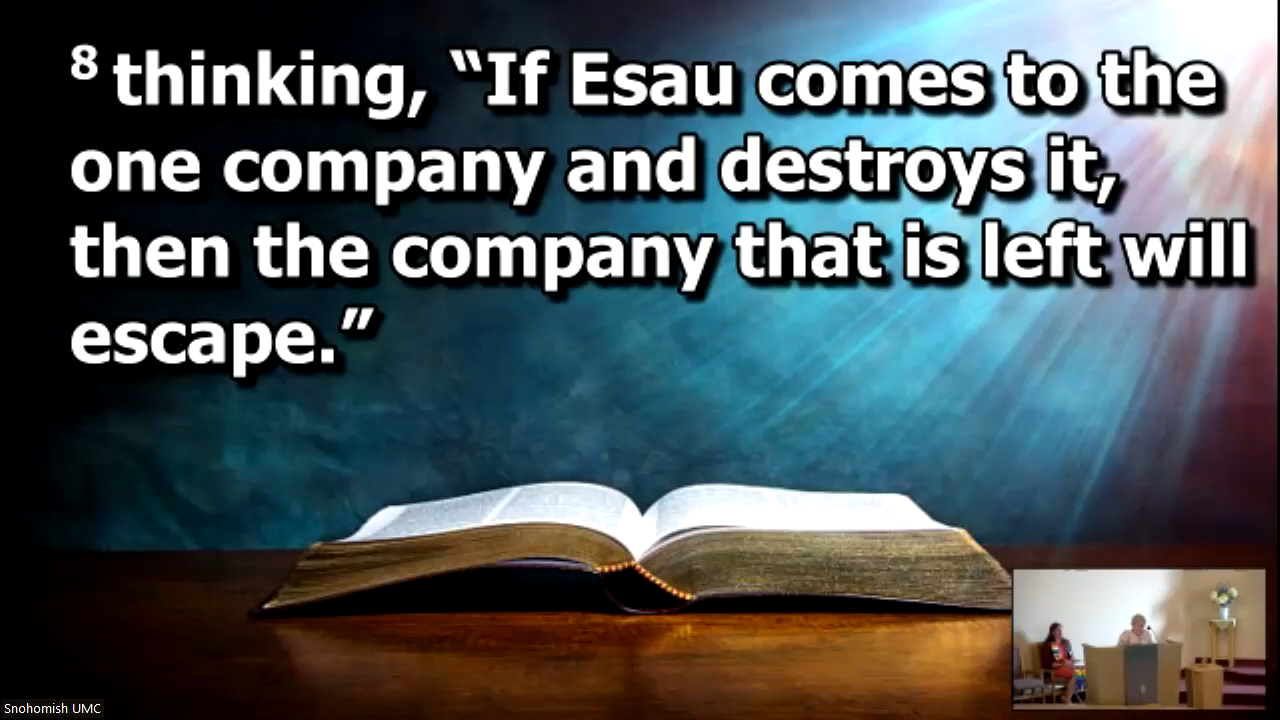 8 thinking, “If Esau comes to the
one company and destroys it,
then the company that is left will
escape.”
Snohomish UMC